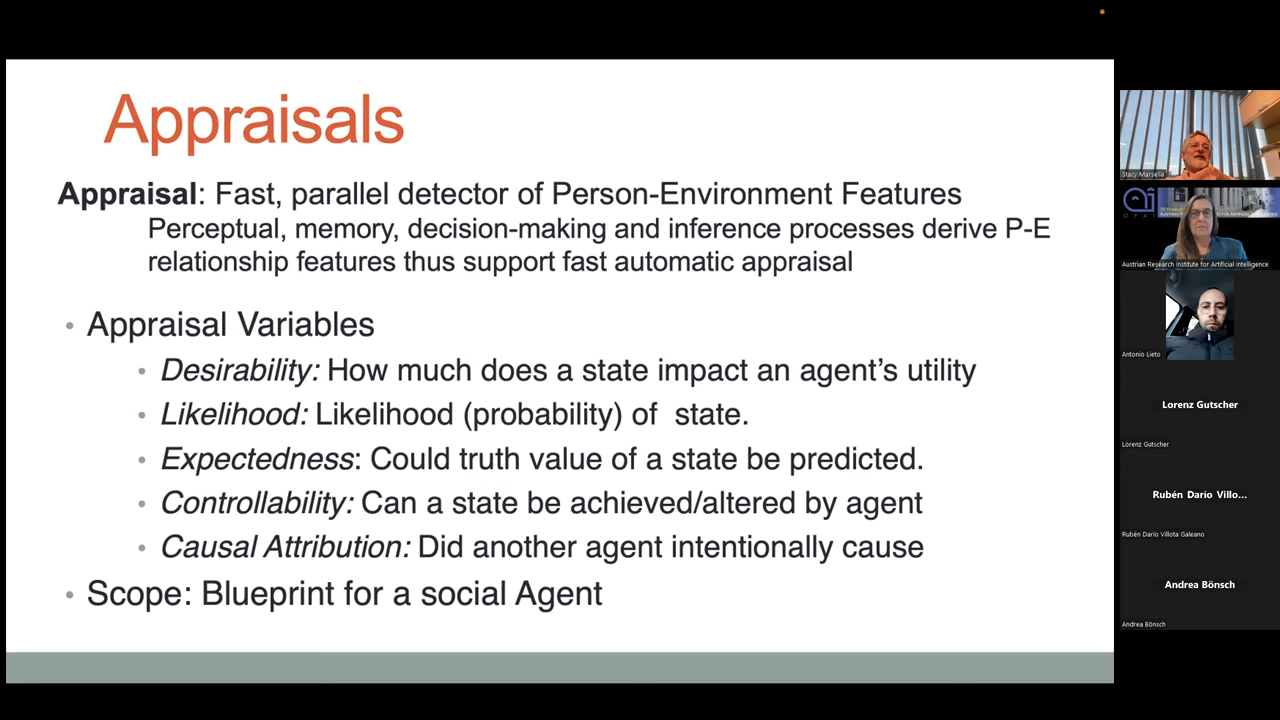 Appraisals
Appraisal: Fast, parallel detector of Person-Environment Features
Perceptual, memory, decision-making and inference processes derive P-E
relationship features thus support fast automatic appraisal
• Appraisal Variables
• Desirability: How much does a state impact an agent's utility
• Likelihood: Likelihood (probability) of state.
• Expectedness: Could truth value of a state be predicted.
• Controllability: Can a state be achieved/altered by agent
• Causal Attribution: Did another agent intentionally cause
• Scope: Blueprint for a social Agent
Stacy Marsella
Austrian Research Institute for Artificial Intelligence
Antonio Lieto
Lorenz Gutscher
Lorenz Gutscher
Rubén Darío Villo...
Rubén Darío Villota Galeano
Andrea Bönsch
Andrea Bönsch